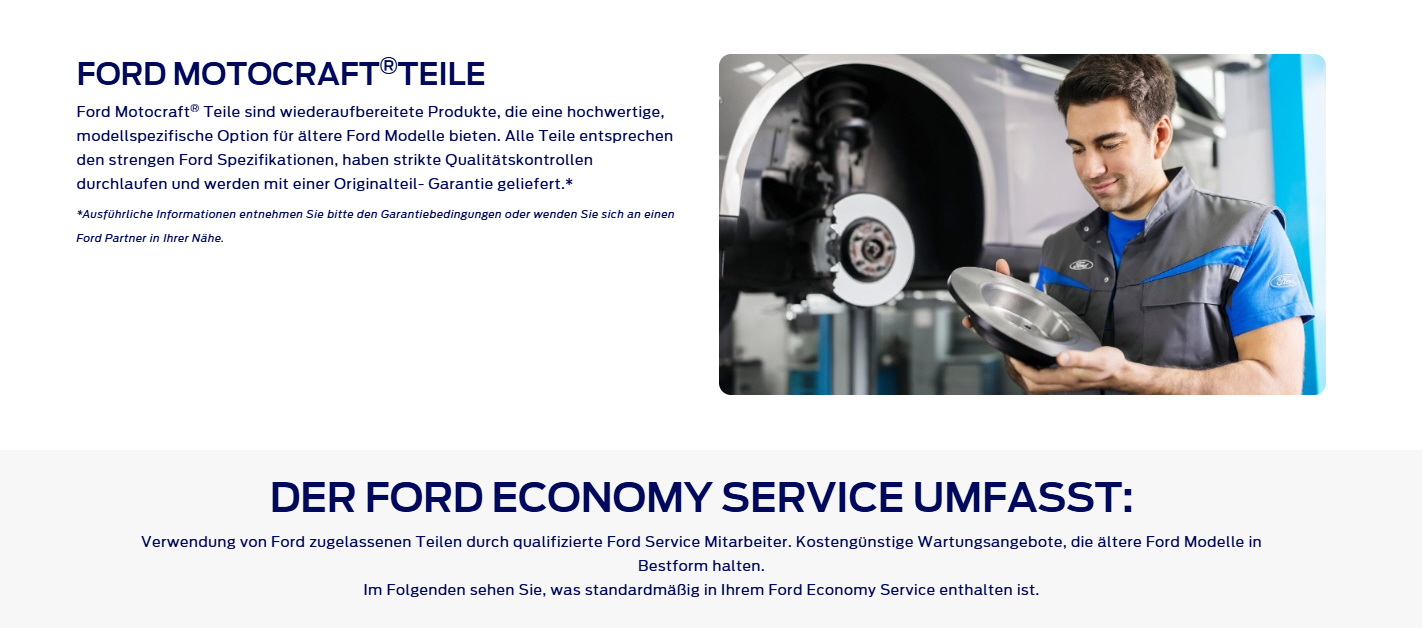 FORD MOTOCRAFT®TEILE
Ford Motocraft® Teile sind wiederaufbereitete Produkte, die eine hochwertige,
modellspezifische Option für ältere Ford Modelle bieten. Alle Teile entsprechen
den strengen Ford Spezifikationen, haben strikte Qualitätskontrollen
durchlaufen und werden mit einer Originalteil- Garantie geliefert.*
*Ausführliche Informationen entnehmen Sie bitte den Garantiebedingungen oder wenden Sie sich an einen
Ford Partner in Ihrer Nähe.
Ford
Ford
DER FORD ECONOMY SERVICE UMFASST:
Verwendung von Ford zugelassenen Teilen durch qualifizierte Ford Service Mitarbeiter. Kostengünstige Wartungsangebote, die ältere Ford Modelle in
Bestform halten.
Im Folgenden sehen Sie, was standardmäßig in Ihrem Ford Economy Service enthalten ist.